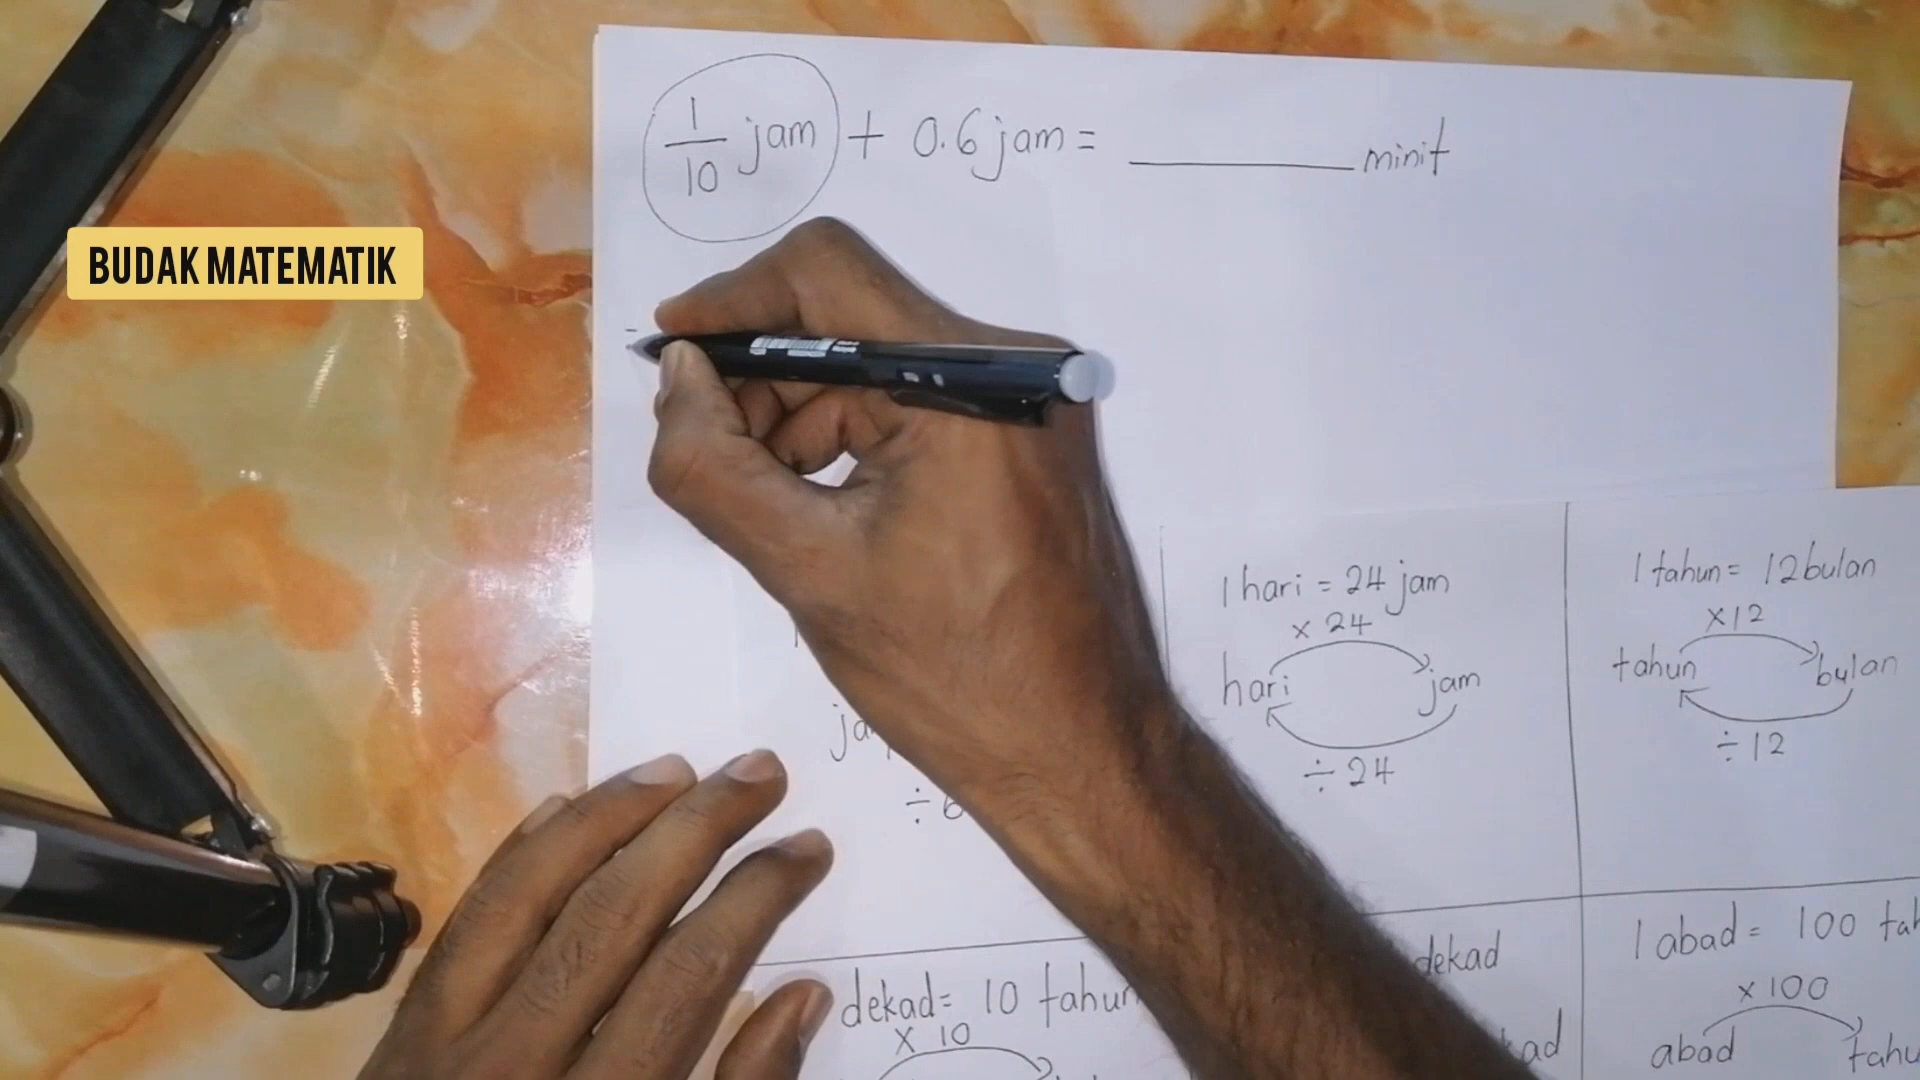 1/10 jam + 0.6 jam = ________ minit
BUDAK MATEMATIK
÷ 6
1 hari = 24 jam
× 24
hari jam
÷ 24
1 tahun = 12 bulan
×12
tahun bulan
÷ 12
dekad = 10 tahun
× 10
dekad
1 abad = 100
× 100
abad